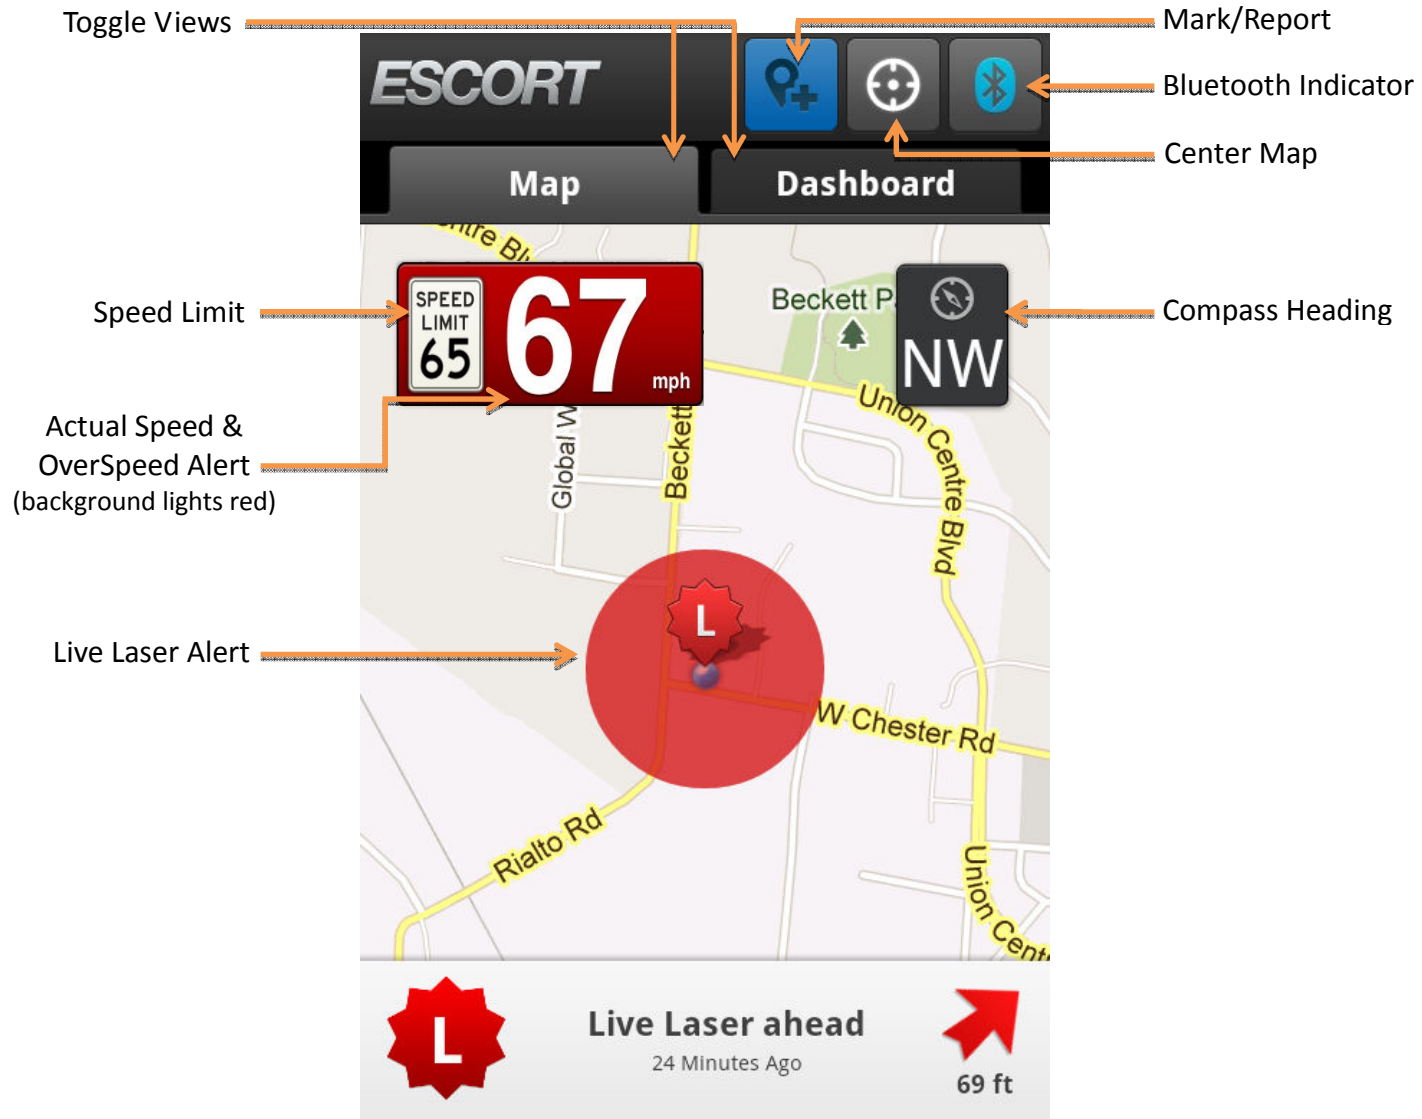 Toggle Views
Mark/Report
ESCORT
Bluetooth Indicator
Center Map
Map
Dashboard
Speed Limit
SPEED
LIMIT
65
67
mph
Beckett P
NW
Compass Heading
Actual Speed &
OverSpeed Alert
(background lights red)
ntre Blv
Global W
Beckett
Union Centre Blvd
L
Live Laser Alert
W Chester Rd
Rialto Rd
Union Cent
L
Live Laser ahead
24 Minutes Ago
69 ft